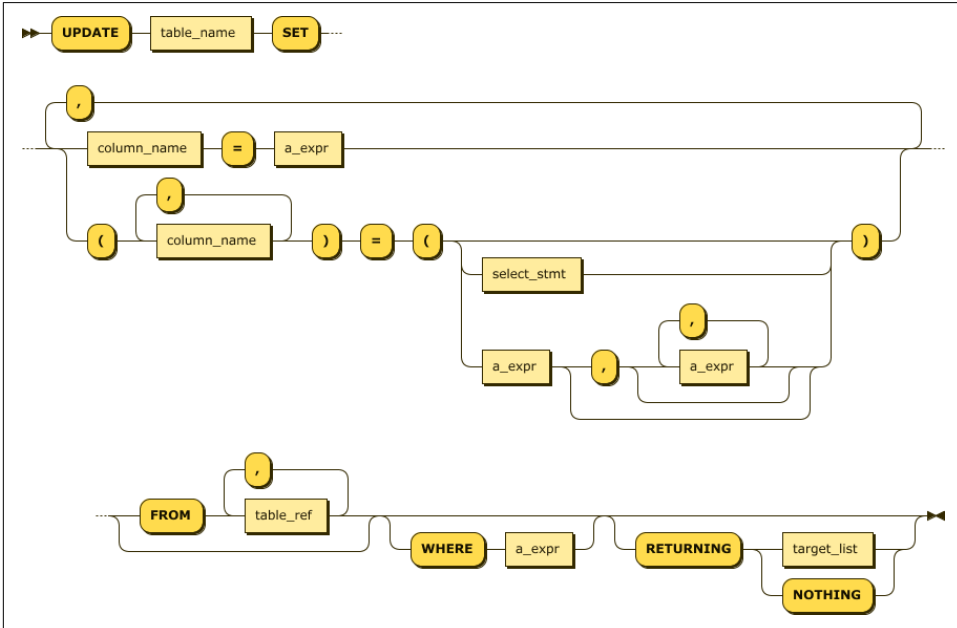 UPDATE table_name SET
,
column_name = a_expr
,
( column_name ) = ( )
select_stmt
,
a_expr , a_expr
,
FROM table_ref
WHERE a_expr RETURNING target_list
NOTHING